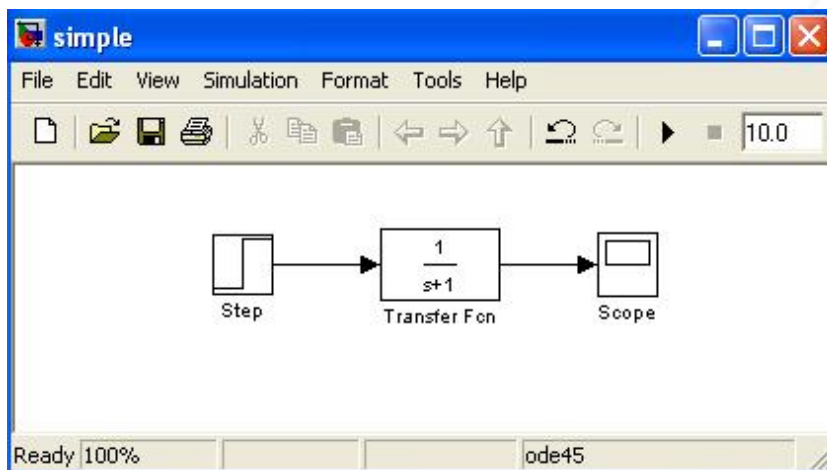 simple
File Edit View Simulation Format Tools Help
10.0
1
s+1
Step
Transfer Fcn
Scope
Ready 100% ode45